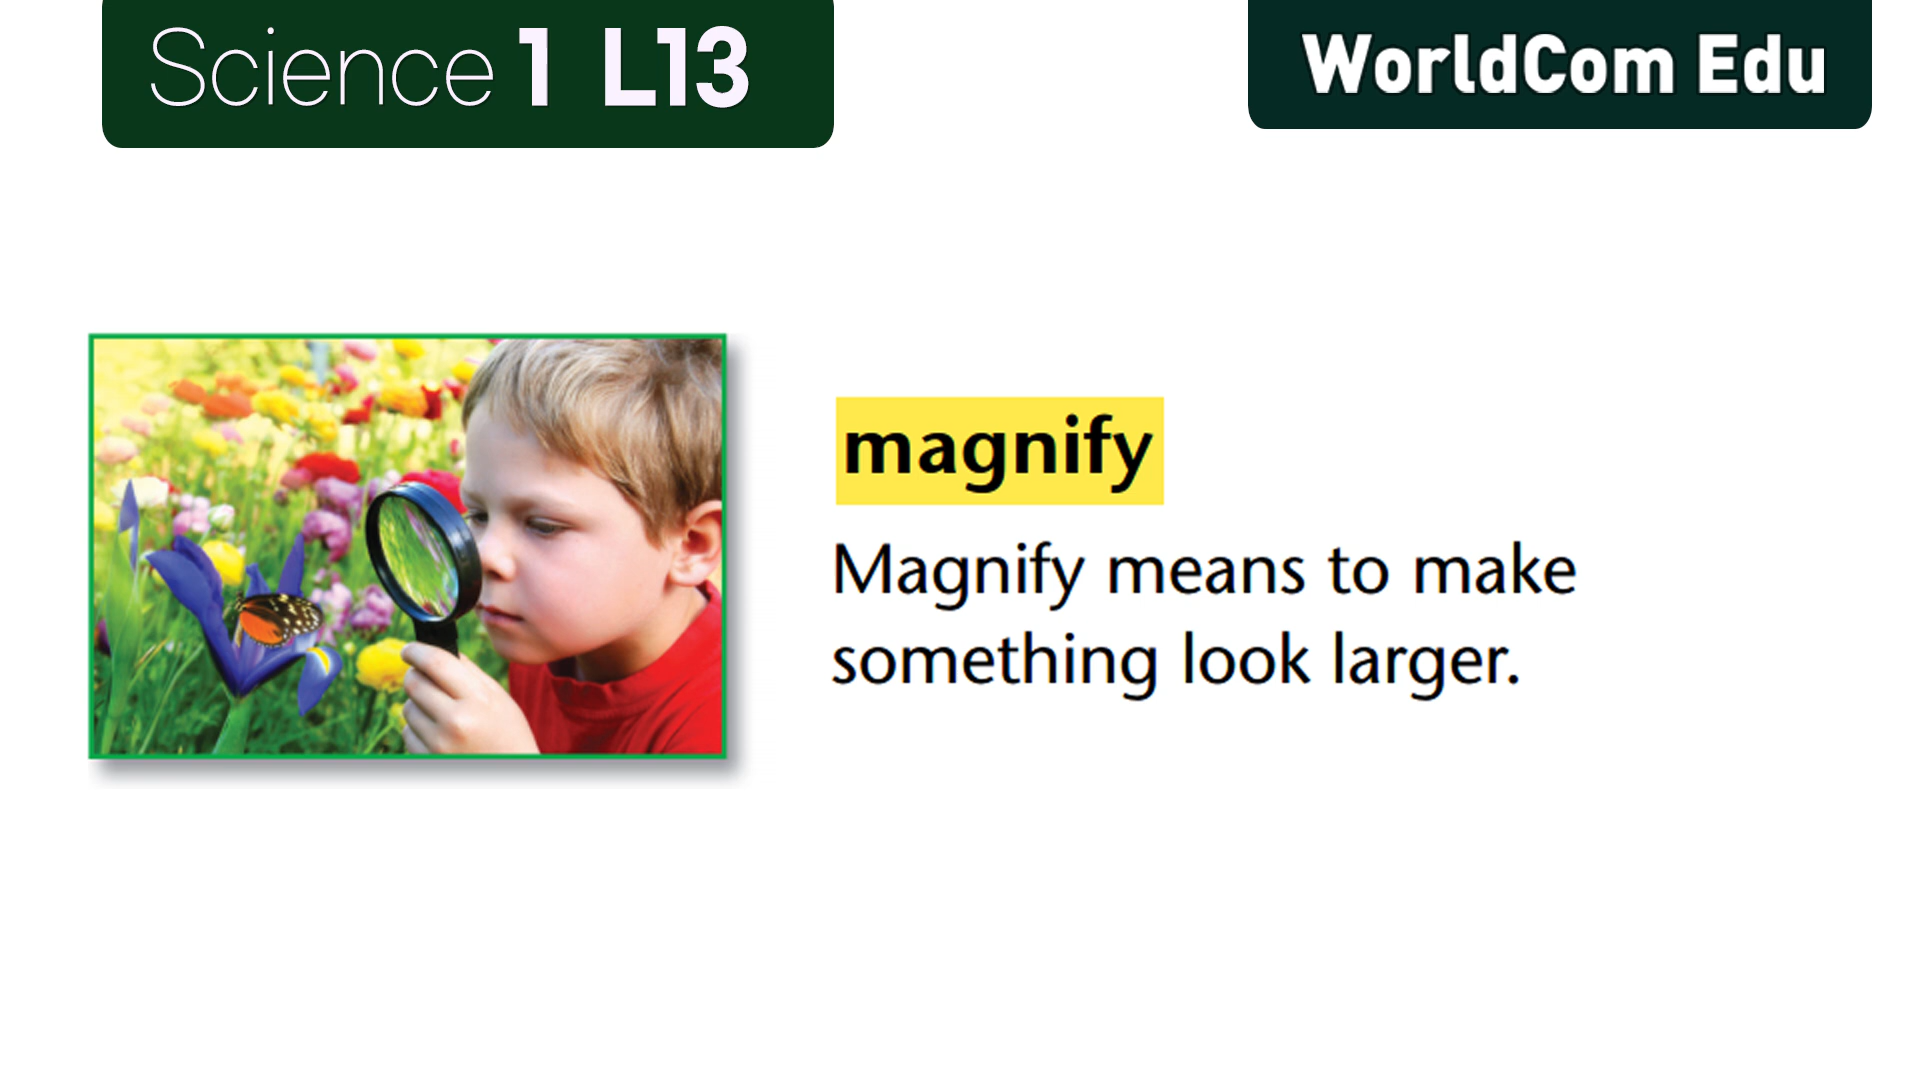 Science 1 L13
WorldCom Edu
magnify
Magnify means to make
something look larger.